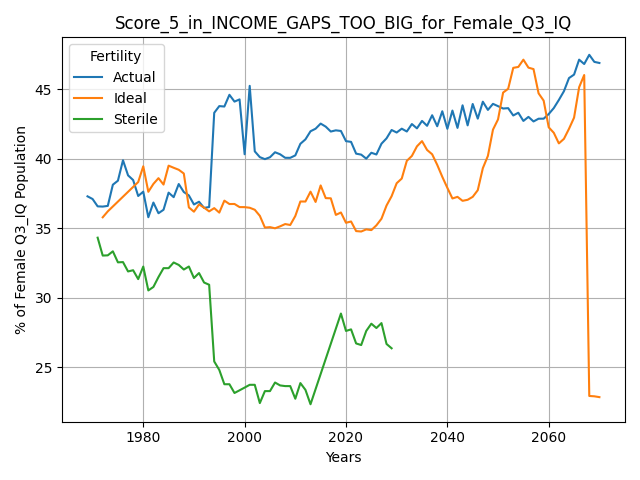 Score_5_in_INCOME_GAPS_TOO_BIG_for_Female_Q3_IQ
Fertility
Actual
Ideal
Sterile
% of Female Q3_IQ Population
45
40
35
30
25
1980
2000
2020
2040
2060
Years